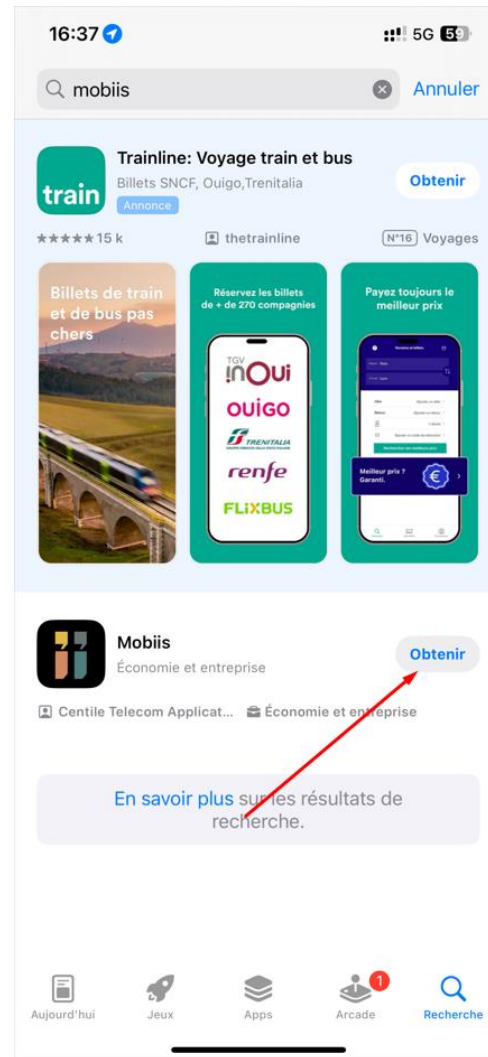 16:37
5G 59
mobiis
Annuler
Trainline: Voyage train et bus
Billets SNCF, Ouigo,Trenitalia
Annonce
Obtenir
train
★★★★★ 15 k
thetrainline
N°16 Voyages
Billets de train
et de bus pas
chers
Réservez les billets
de + de 270 compagnies
TGV
inOui
OUIGO
TRENITALIA
renfe
FLiXBUS
Payez toujours le
meilleur prix
Meilleur prix ?
Garanti.
Mobiis
Économie et entreprise
Obtenir
Centile Telecom Applicat...
Économie et entreprise
En savoir plus sur les résultats de
recherche.
1
Aujourd'hui
Jeux
Apps
Arcade
Recherche